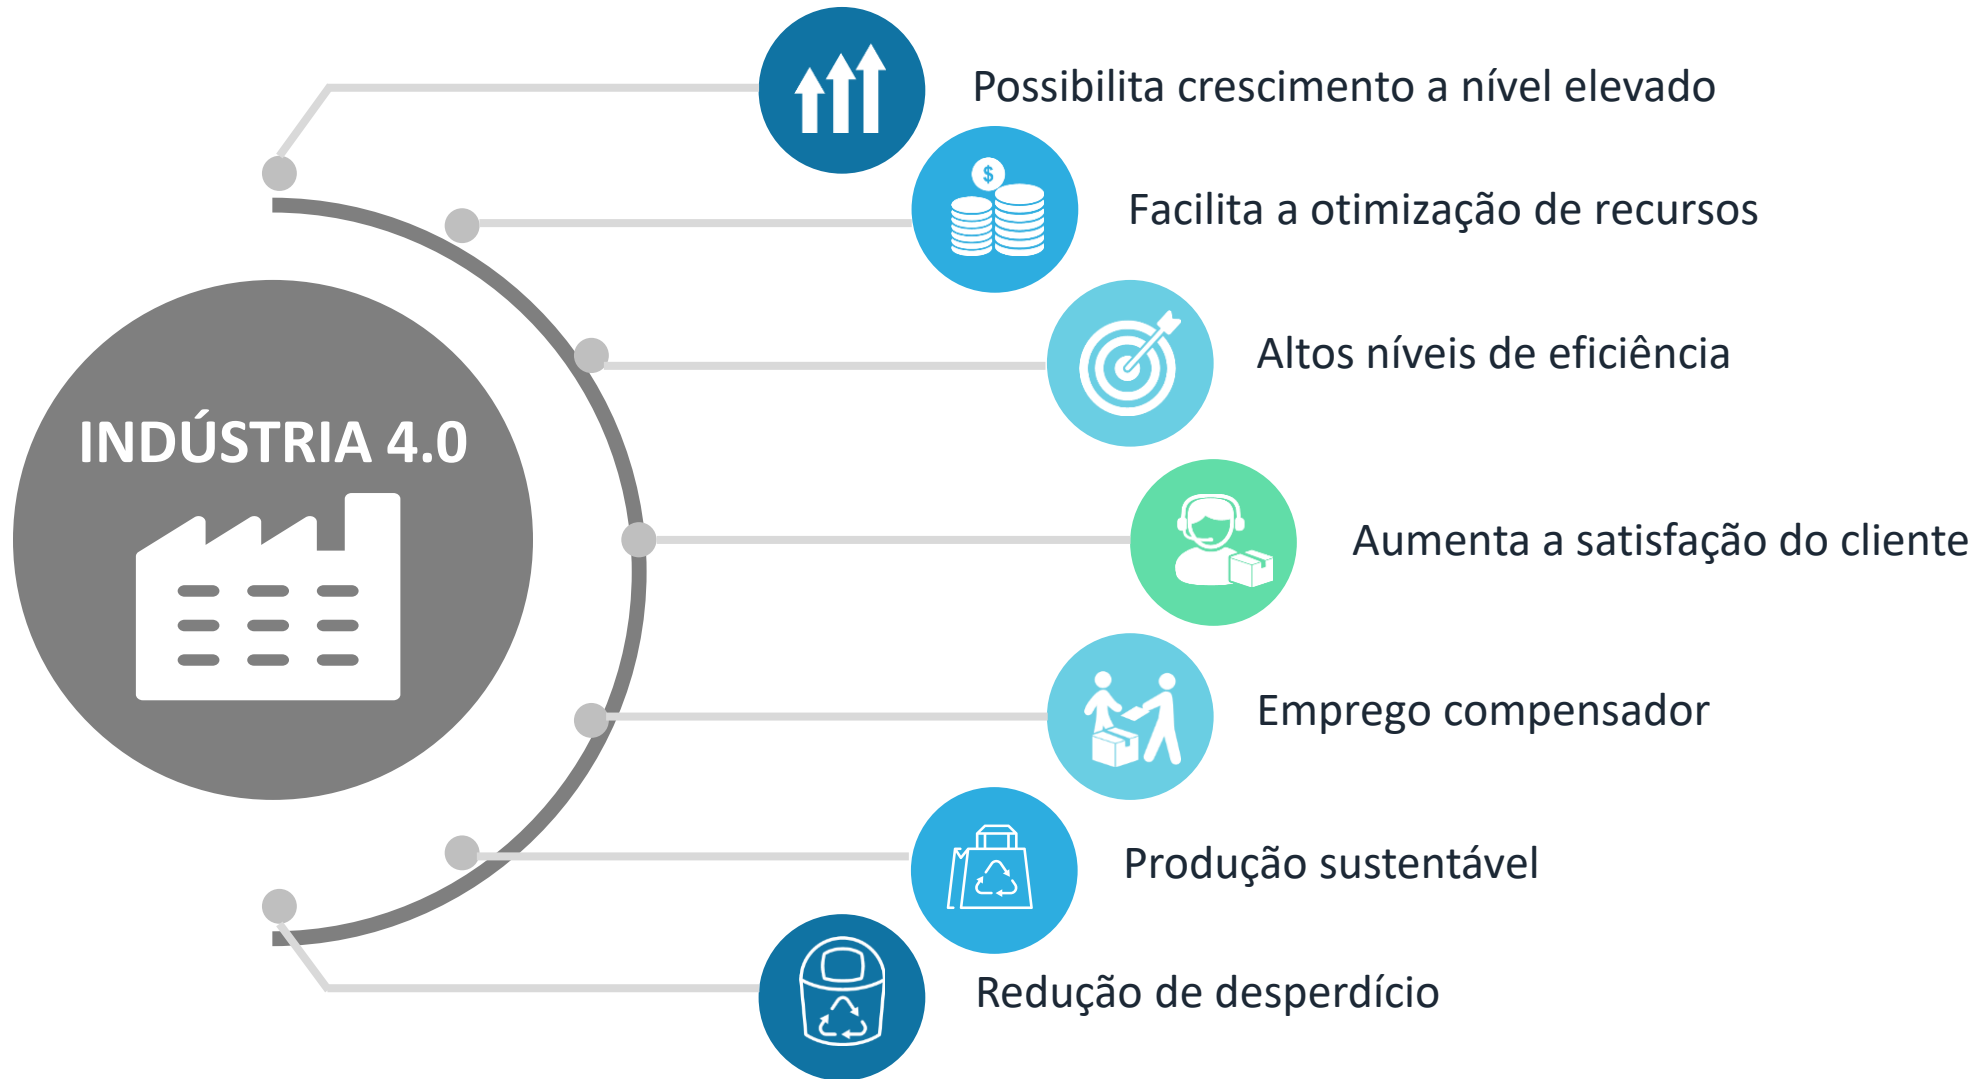 Possibilita crescimento a nível elevado
$
Facilita a otimização de recursos
Altos níveis de eficiência
INDÚSTRIA 4.0
Aumenta a satisfação do cliente
Emprego compensador
Produção sustentável
Redução de desperdício